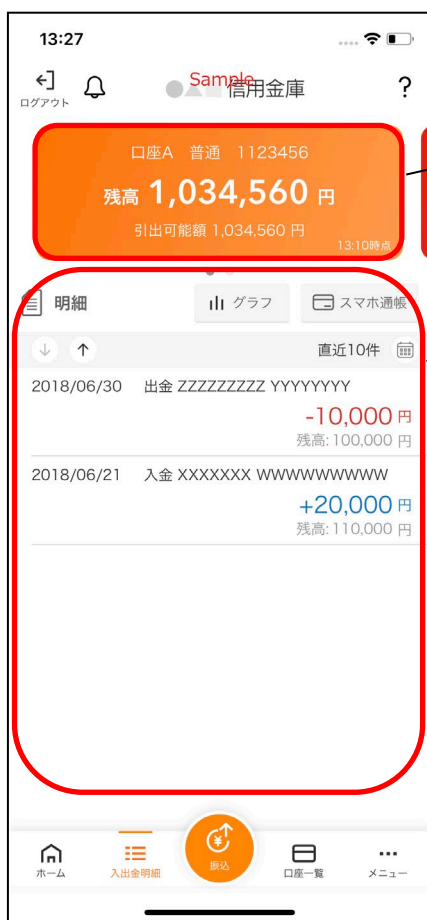 13:27
ログアウト
Sample
●▲■信用金庫
?
口座A 普通 1123456
残高 1,034,560 円
引出可能額 1,034,560 円
13:10時点
明細
グラフ
スマホ通帳
↓ ↑
直近10件
2018/06/30 出金 ZZZZZZZZZ YYYYYYYY
-10,000 円
残高: 100,000 円
2018/06/21 入金 XXXXXXX WWWWWWWWW
+20,000 円
残高: 110,000 円
ホーム
入出金明細
振込
口座一覧
メニュー